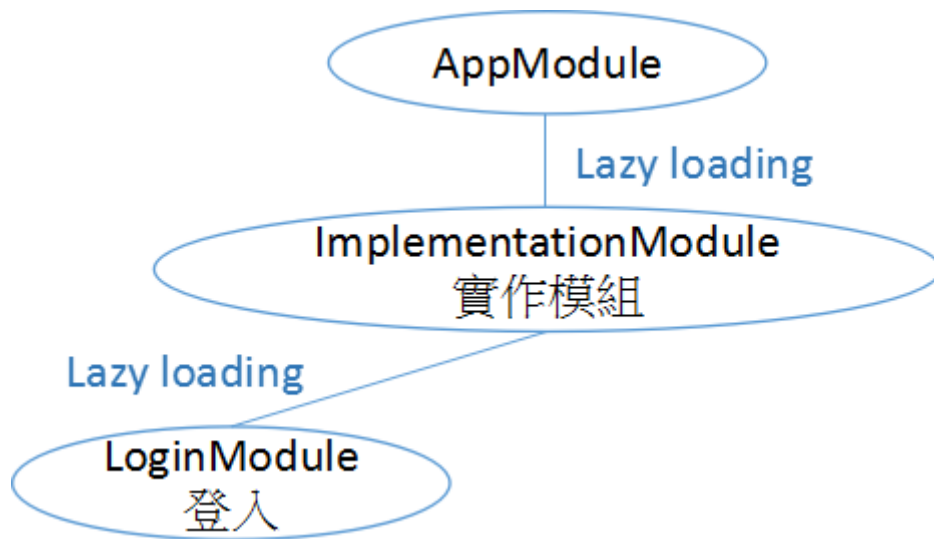 AppModule
Lazy loading
ImplementationModule
實作模組
Lazy loading
LoginModule
登入